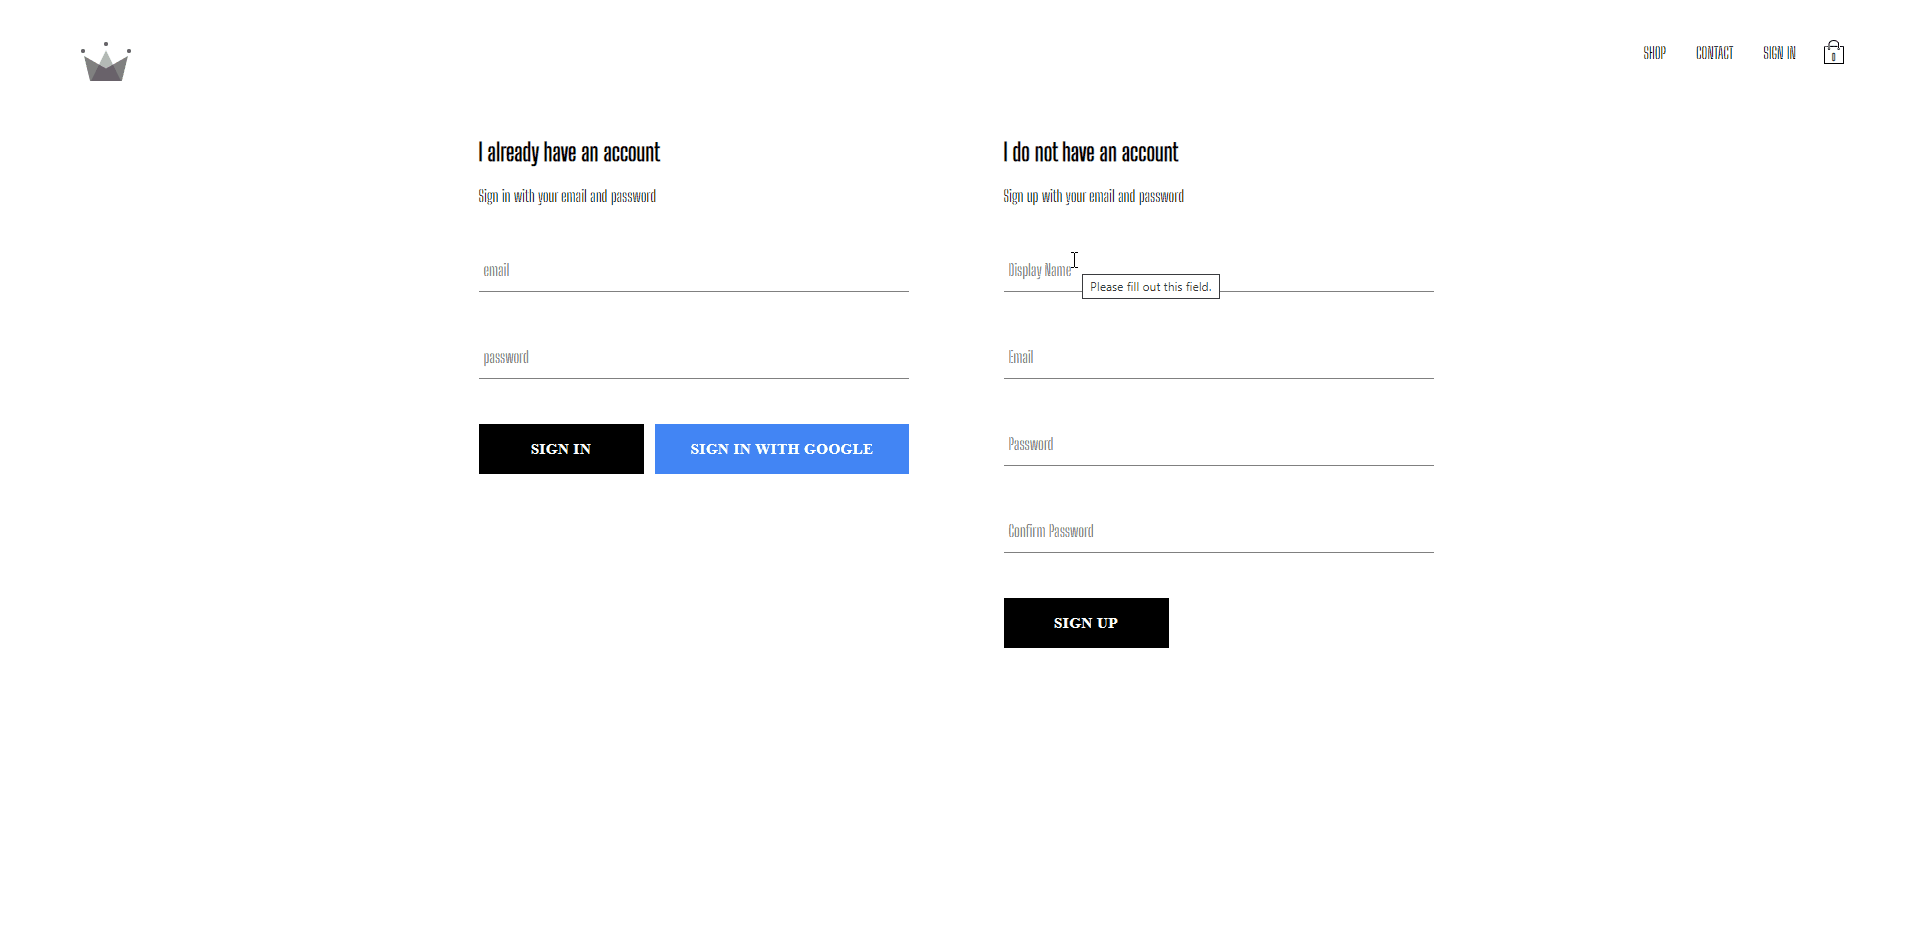 SHOP
CONTACT
SIGN IN
0
I already have an account
Sign in with your email and password
email
password
SIGN IN
SIGN IN WITH GOOGLE
I do not have an account
Sign up with your email and password
Display Name
Please fill out this field.
Email
Password
Confirm Password
SIGN UP